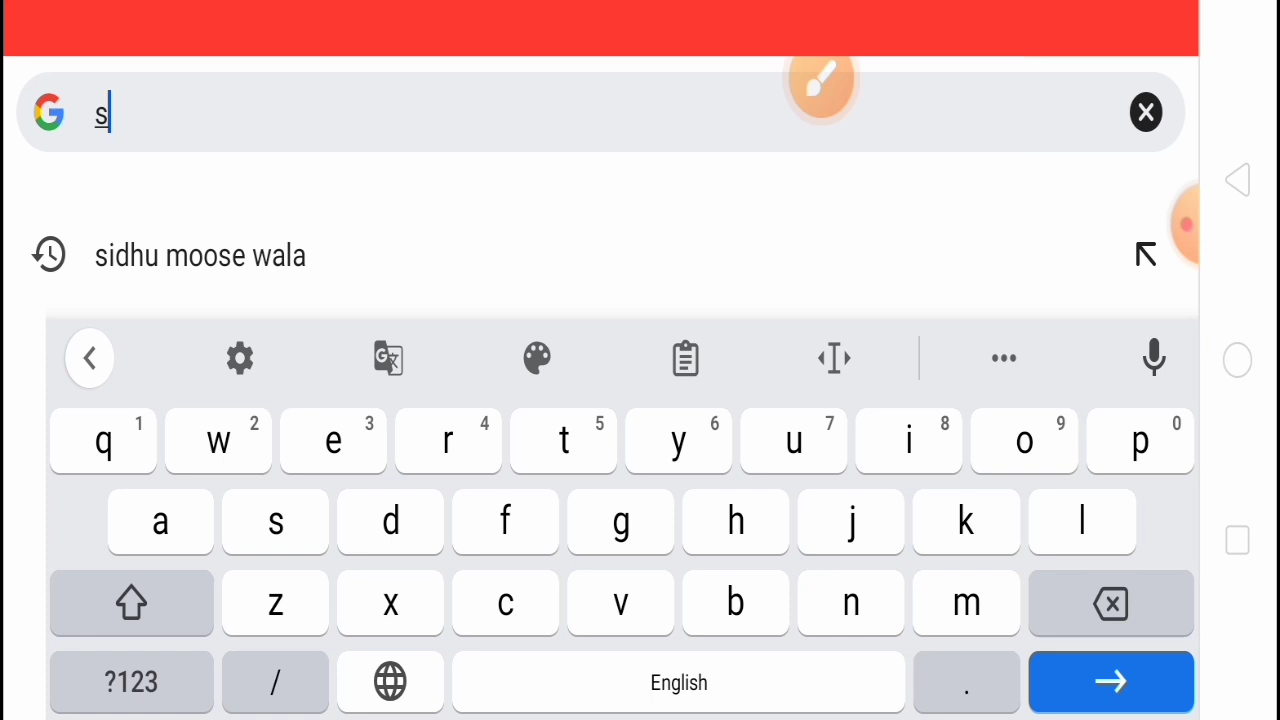 s
sidhu moose wala
q 1 w 2 e 3 r 4 t 5 y 6 u 7 i 8 o 9 p 0
a s d f g h j k l
z x c v b n m
?123 / English .